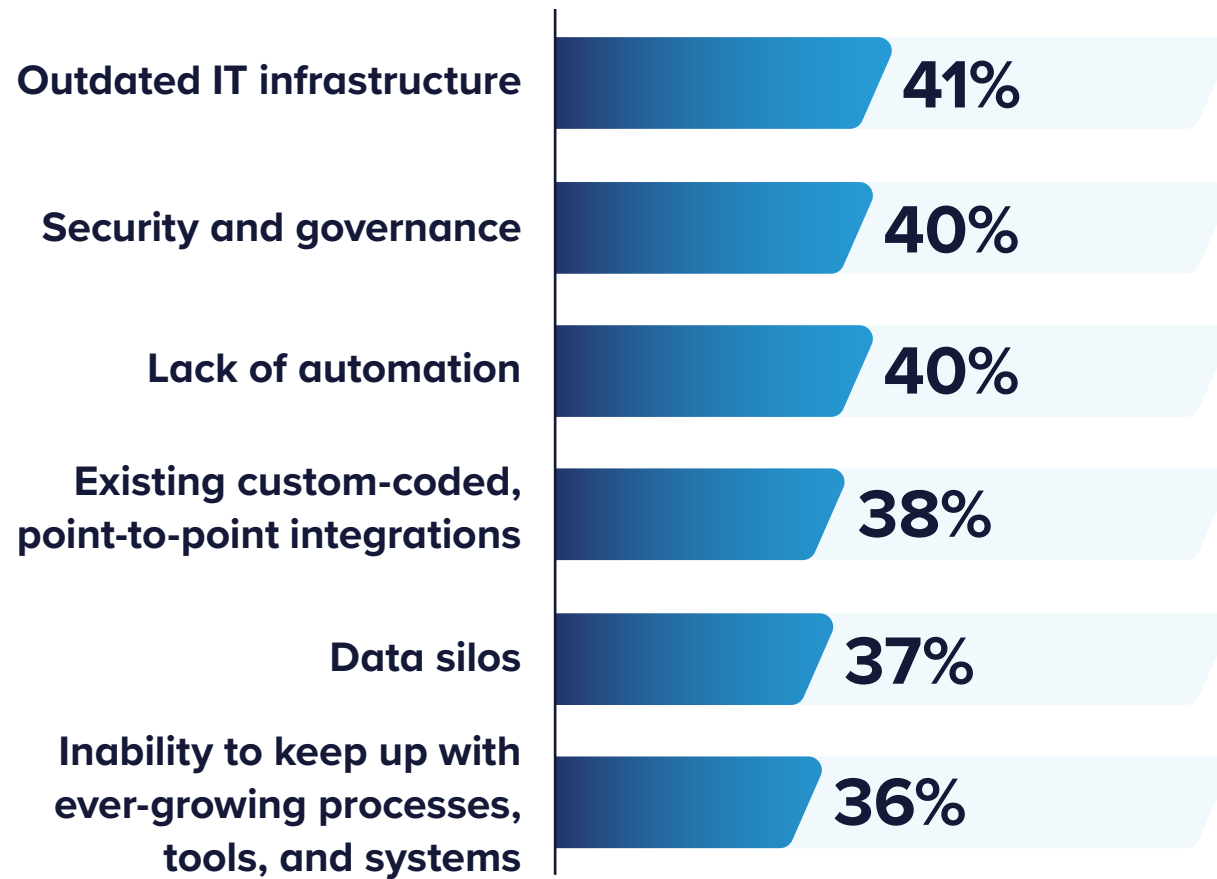 Outdated IT infrastructure
41%
Security and governance
40%
Lack of automation
40%
Existing custom-coded,
point-to-point integrations
38%
Data silos
37%
Inability to keep up with
ever-growing processes,
tools, and systems
36%